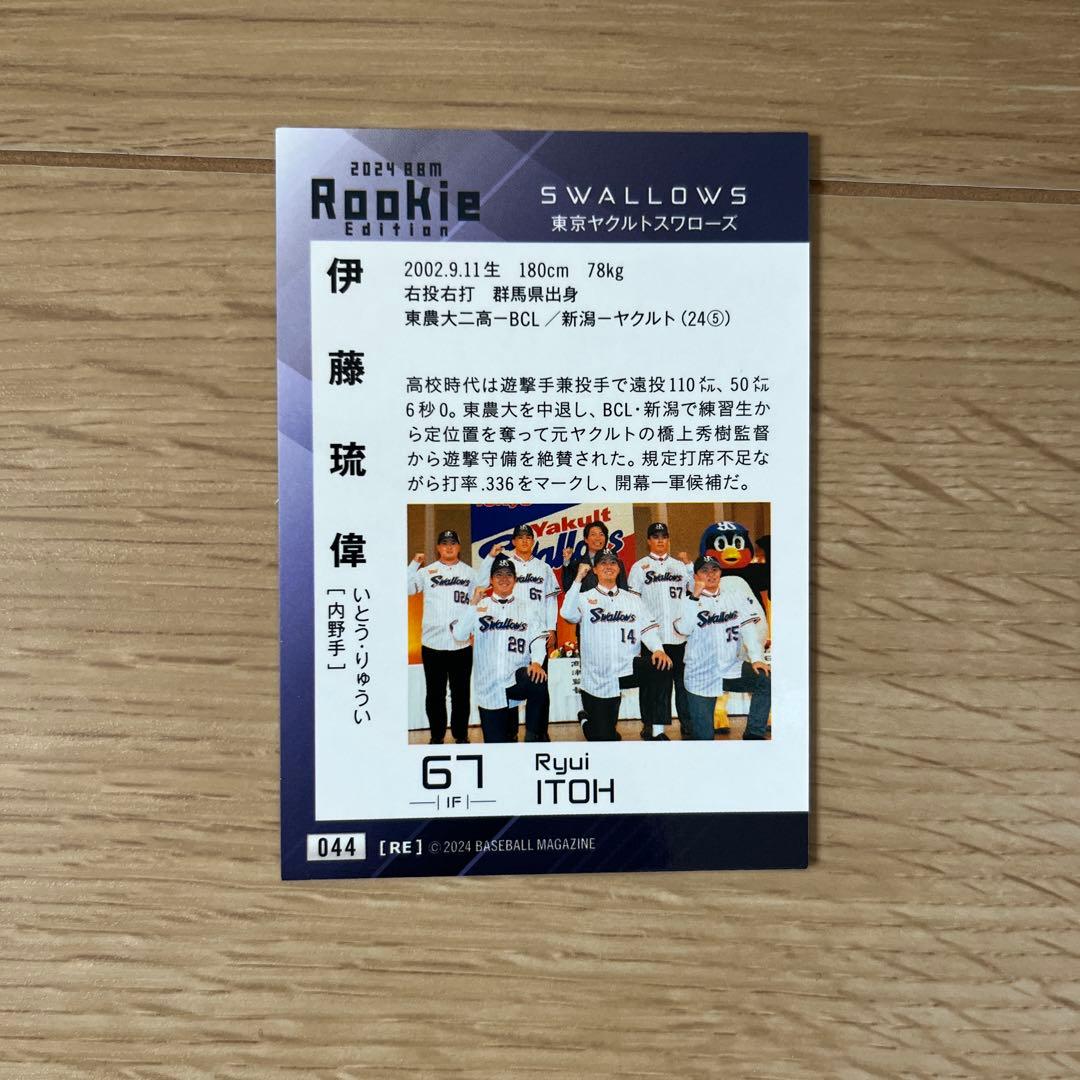 2024 BBM
Rookie
Edition
SWALLOWS
東京ヤクルトスワローズ
伊藤琉偉
いとう・りゅうい
[内野手]
2002.9.11生 180cm 78kg
右投右打 群馬県出身
東農大二高－BCL／新潟－ヤクルト(24⑤)
高校時代は遊撃手兼投手で遠投110㍍、50㍍
6秒0。東農大を中退し、BCL・新潟で練習生か
ら定位置を奪って元ヤクルトの橋上秀樹監督
から遊撃守備を絶賛された。規定打席不足な
がら打率.336をマークし、開幕一軍候補だ。
Yakult
Swallows
Swallows
024
67
Swallows
67
Swallows
28
Swallows
14
Swallows
75
67
IF
Ryui
ITOH
044
[RE] © 2024 BASEBALL MAGAZINE